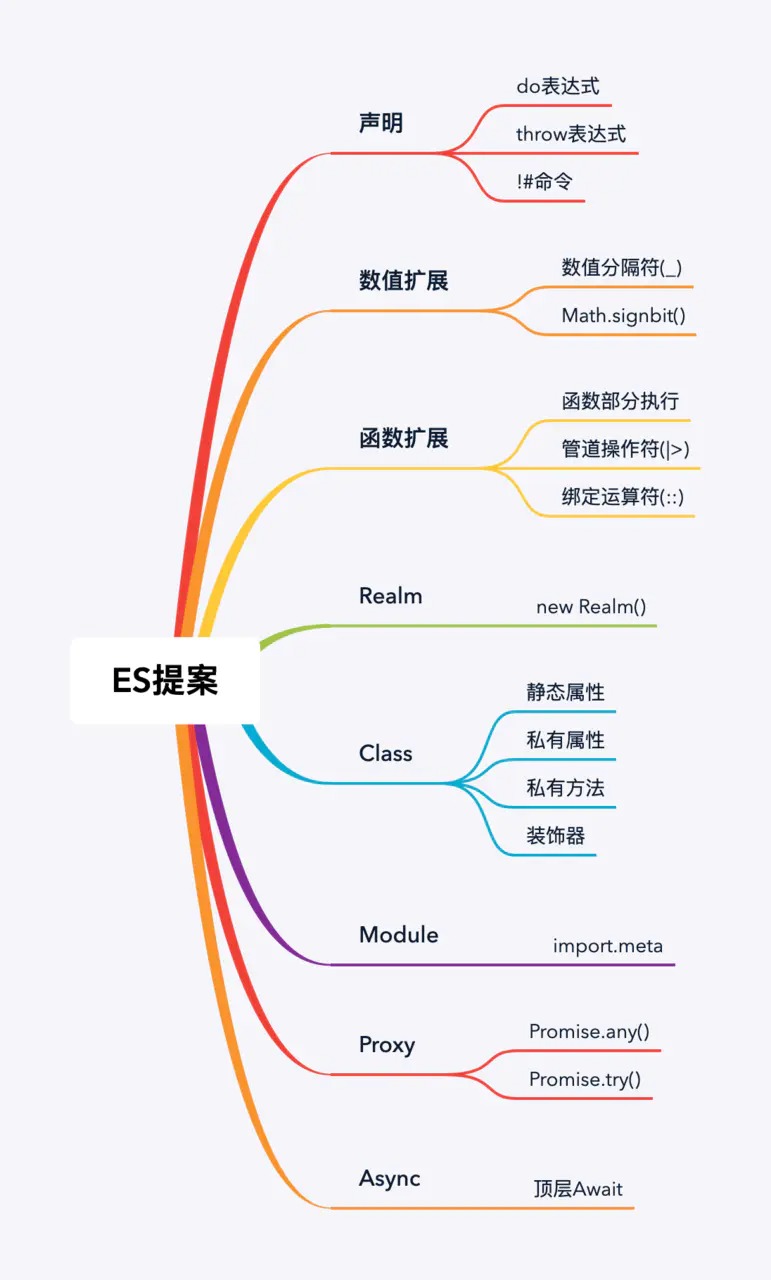 声明
do表达式
throw表达式
!#命令
数值扩展
数值分隔符(_)
Math.signbit()
函数扩展
函数部分执行
管道操作符(|>)
绑定运算符(::)
Realm
new Realm()
ES提案
Class
静态属性
私有属性
私有方法
装饰器
Module
import.meta
Proxy
Promise.any()
Promise.try()
Async
顶层Await